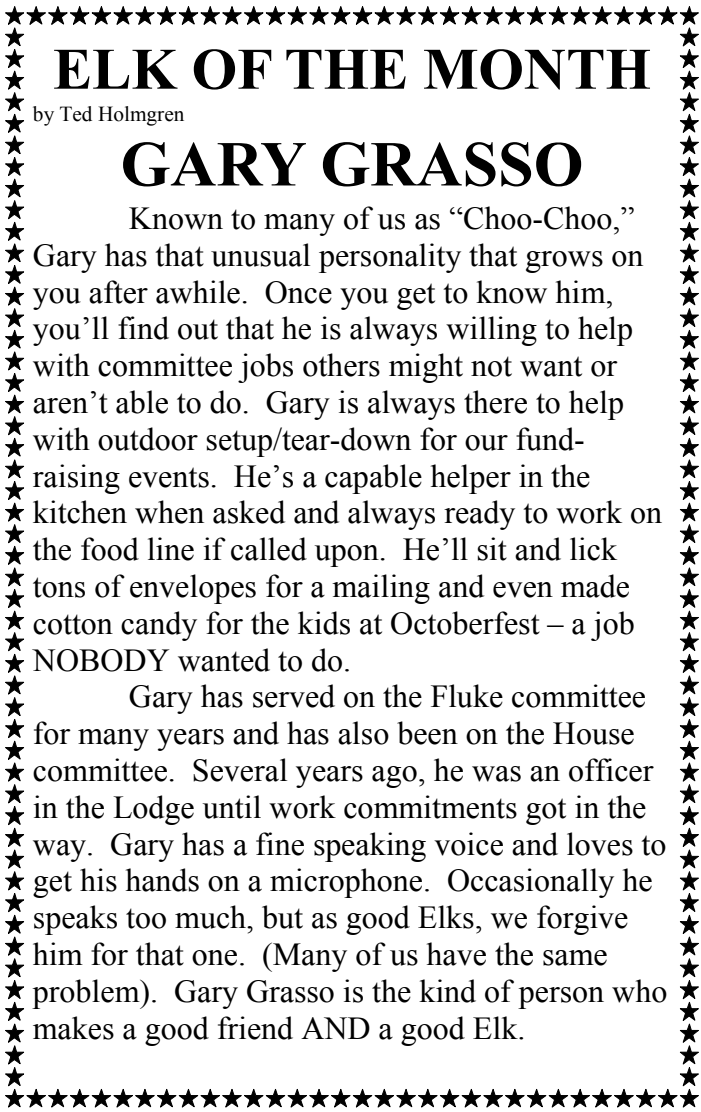 ELK OF THE MONTH
by Ted Holmgren
GARY GRASSO
Known to many of us as “Choo-Choo,”
Gary has that unusual personality that grows on
you after awhile.  Once you get to know him,
you’ll find out that he is always willing to help
with committee jobs others might not want or
aren’t able to do.  Gary is always there to help
with outdoor setup/tear-down for our fund-
raising events.  He’s a capable helper in the
kitchen when asked and always ready to work on
the food line if called upon.  He’ll sit and lick
tons of envelopes for a mailing and even made
cotton candy for the kids at Octoberfest – a job
NOBODY wanted to do.
Gary has served on the Fluke committee
for many years and has also been on the House
committee.  Several years ago, he was an officer
in the Lodge until work commitments got in the
way.  Gary has a fine speaking voice and loves to
get his hands on a microphone.  Occasionally he
speaks too much, but as good Elks, we forgive
him for that one.  (Many of us have the same
problem).  Gary Grasso is the kind of person who
makes a good friend AND a good Elk.